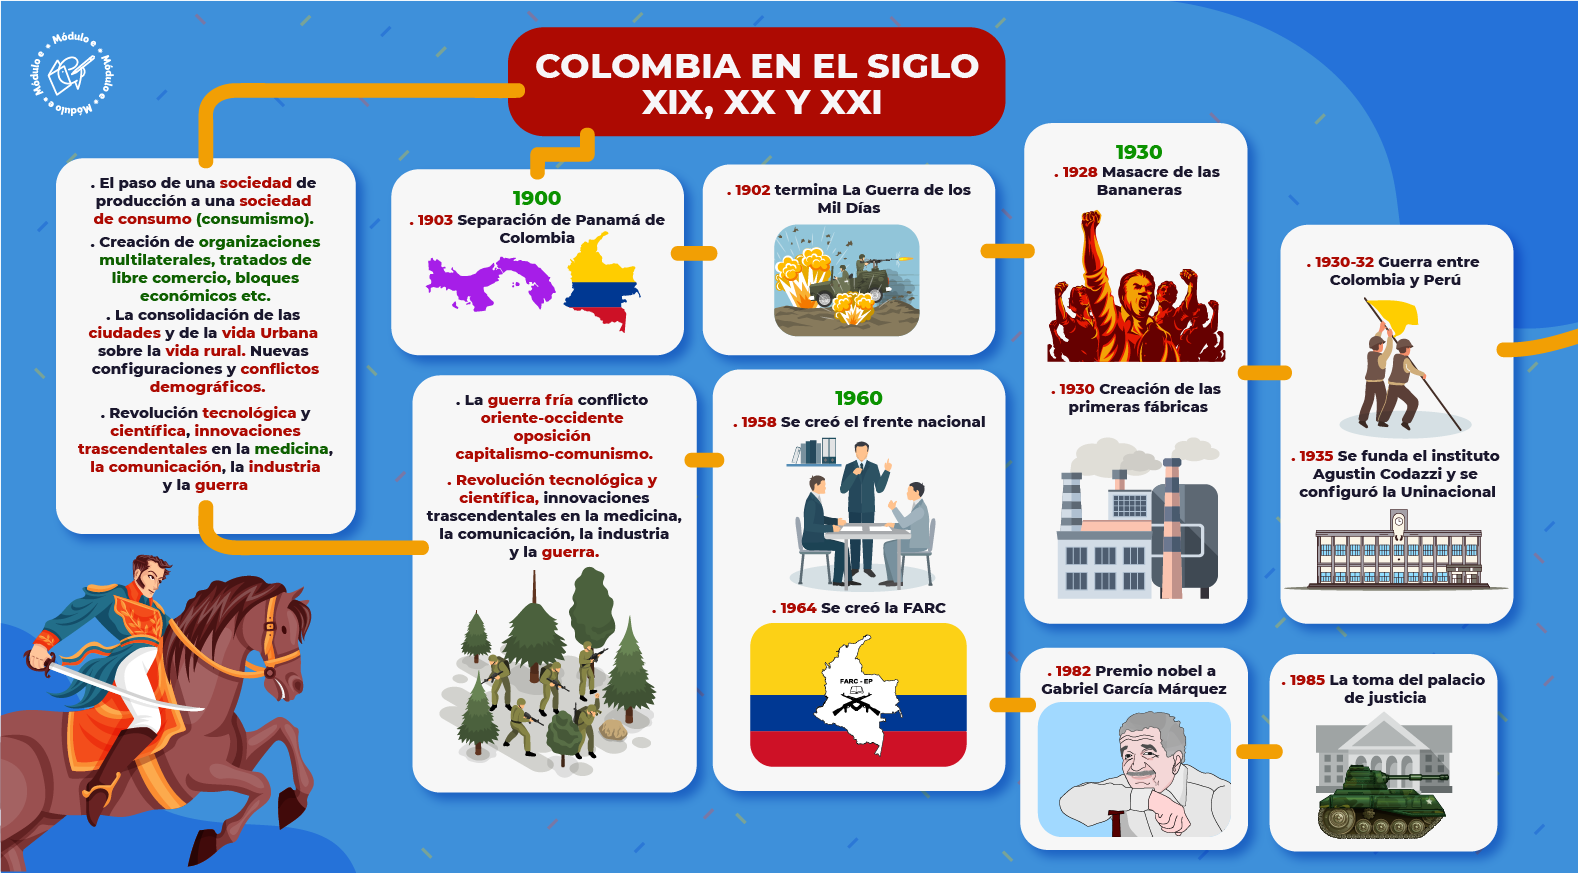 Módulo e • Módulo e • Módulo e • Módulo e •
COLOMBIA EN EL SIGLO
XIX, XX Y XXI
. El paso de una sociedad de
producción a una sociedad
de consumo (consumismo).
. Creación de organizaciones
multilaterales, tratados de
libre comercio, bloques
económicos etc.
. La consolidación de las
ciudades y de la vida Urbana
sobre la vida rural. Nuevas
configuraciones y conflictos
demográficos.
. Revolución tecnológica y
científica, innovaciones
trascendentales en la medicina,
la comunicación, la industria
y la guerra
1900
. 1903 Separación de Panamá de
Colombia
. 1902 termina La Guerra de los
Mil Días
1930
. 1928 Masacre de las
Bananeras
. 1930 Creación de las
primeras fábricas
. 1930-32 Guerra entre
Colombia y Perú
. 1935 Se funda el instituto
Agustin Codazzi y se
configuró la Uninacional
. La guerra fría conflicto
oriente-occidente
oposición
capitalismo-comunismo.
. Revolución tecnológica y
científica, innovaciones
trascendentales en la medicina,
la comunicación, la industria
y la guerra.
1960
. 1958 Se creó el frente nacional
. 1964 Se creó la FARC
FARC - EP
. 1982 Premio nobel a
Gabriel García Márquez
. 1985 La toma del palacio
de justicia